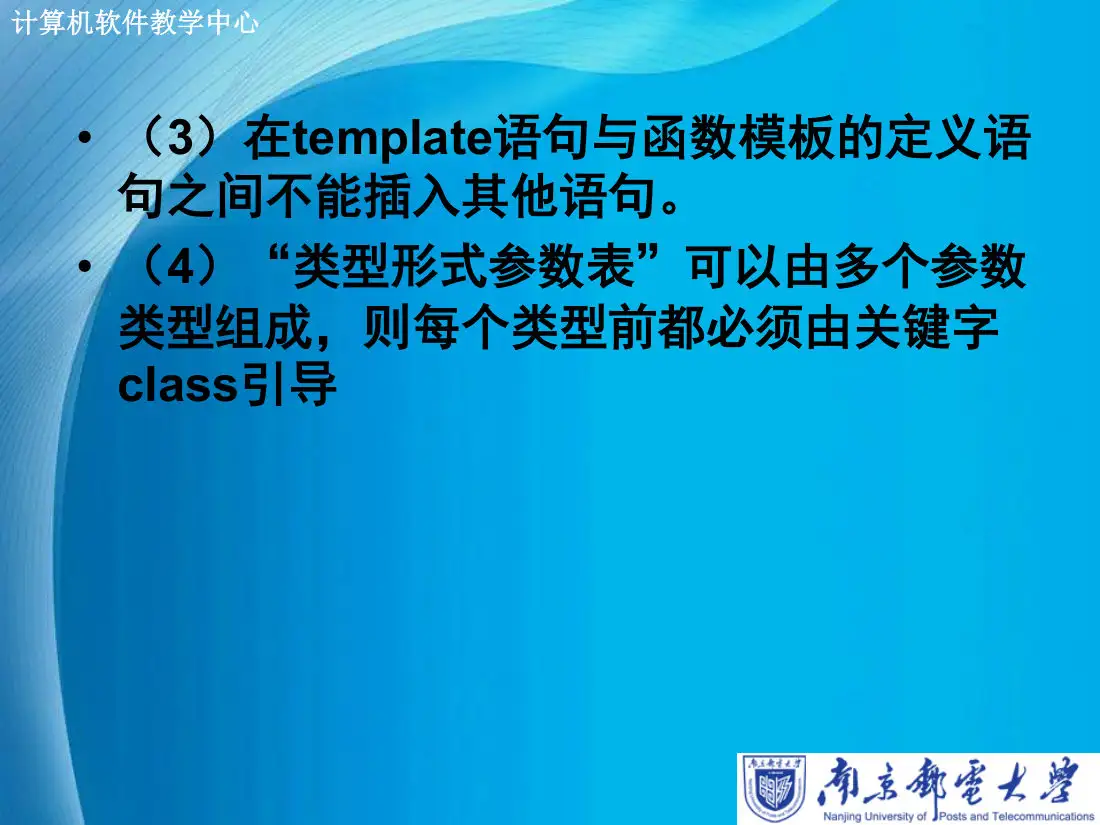 计算机软件教学中心
• （3）在template语句与函数模板的定义语
句之间不能插入其他语句。
• （4）“类型形式参数表”可以由多个参数
类型组成，则每个类型前都必须由关键字
class引导
南京郵電大學
Nanjing University of Posts and Telecommunications